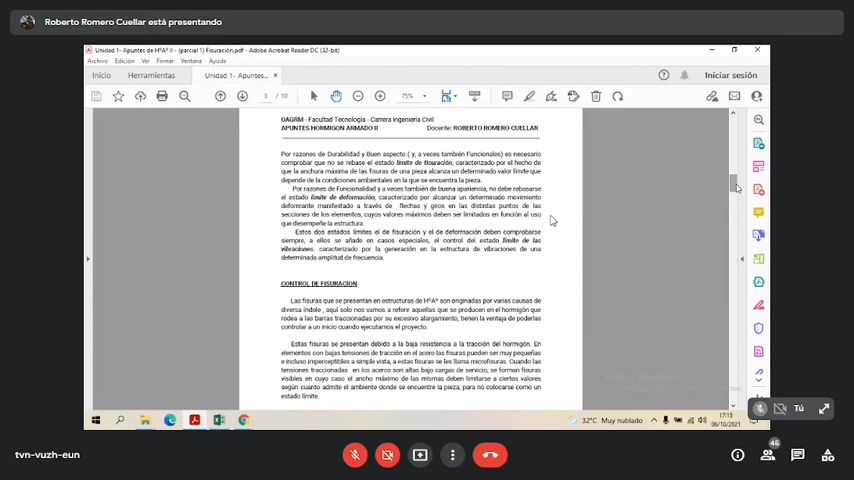 Roberto Romero Cuellar está presentando
Unidad 1- Apuntes de HºAº II - (parcial 1) Fisuración.pdf - Adobe Acrobat Reader DC (32-bit)
Archivo Edición Ver Firmar Ventana Ayuda
Inicio Herramientas Unidad 1- Apuntes... × Iniciar sesión
3 / 10 75%
UAGRM - Facultad Tecnología - Carrera Ingeniería Civil
APUNTES HORMIGON ARMADO II Docente: ROBERTO ROMERO CUELLAR
Por razones de Durabilidad y Buen aspecto ( y, a veces también Funcionales) es necesario
comprobar que no se rebase el estado límite de fisuración, caracterizado por el hecho de
que la anchura máxima de las fisuras de una pieza alcanza un determinado valor límite que
depende de la condiciones ambientales en la que se encuentra la pieza.
Por razones de Funcionalidad y a veces también de buena apariencia, no debe rebasarse
el estado límite de deformación, caracterizado por alcanzar un determinado movimiento
deformante manifestado a través de flechas y giros en las distintas puntos de las
secciones de los elementos, cuyos valores máximos deben ser limitados en función al uso
que desempeñe la estructura.
Estos dos estados límites el de fisuración y el de deformación deben comprobarse
siempre, a ellos se añade en casos especiales, el control del estado límite de las
vibraciones, caracterizado por la generación en la estructura de vibraciones de una
determinada amplitud de frecuencia.
CONTROL DE FISURACION
Las fisuras que se presentan en estructuras de HºAº son originadas por varias causas de
diversa índole , aquí solo nos vamos a referir aquellas que se producen en el hormigón que
rodea a las barras traccionadas por su excesivo alargamiento, tienen la ventaja de poderlas
controlar a un inicio cuando ejecutamos el proyecto.
Estas fisuras se presentan debido a la baja resistencia a la tracción del hormigón. En
elementos con bajas tensiones de tracción en el acero las fisuras pueden ser muy pequeñas
e incluso imperceptibles a simple vista, a estas fisuras se les llama microfisuras. Cuando las
tensiones traccionadas en los aceros son altas bajo cargas de servicio, se forman fisuras
visibles en cuyo caso el ancho máximo de las mismas deben limitarse a ciertos valores
según cuanto admite el ambiente donde se encuentre la pieza, para no colocarse como un
estado límite.
Activar Windows
Tú
32°C Muy nublado
17:15
06/10/2021
tvn-vuzh-eun
46